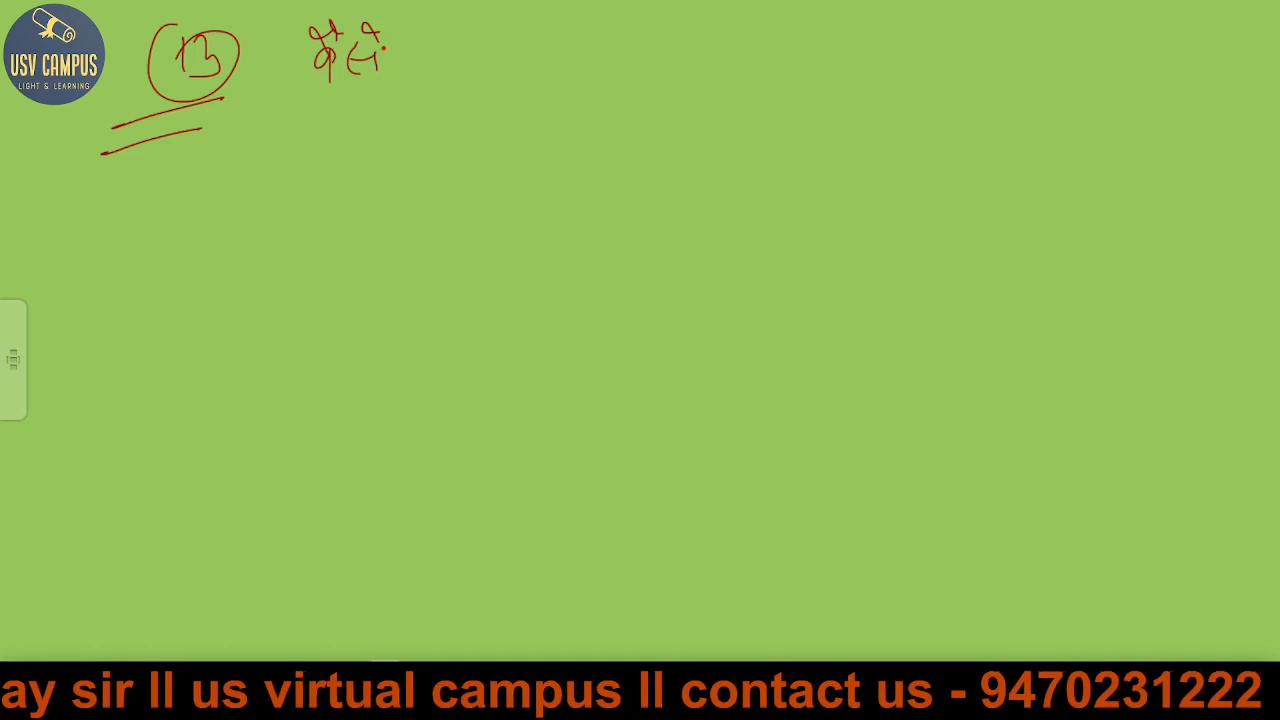 USV CAMPUS
LIGHT & LEARNING
13
ay sir ll us virtual campus ll contact us - 9470231222